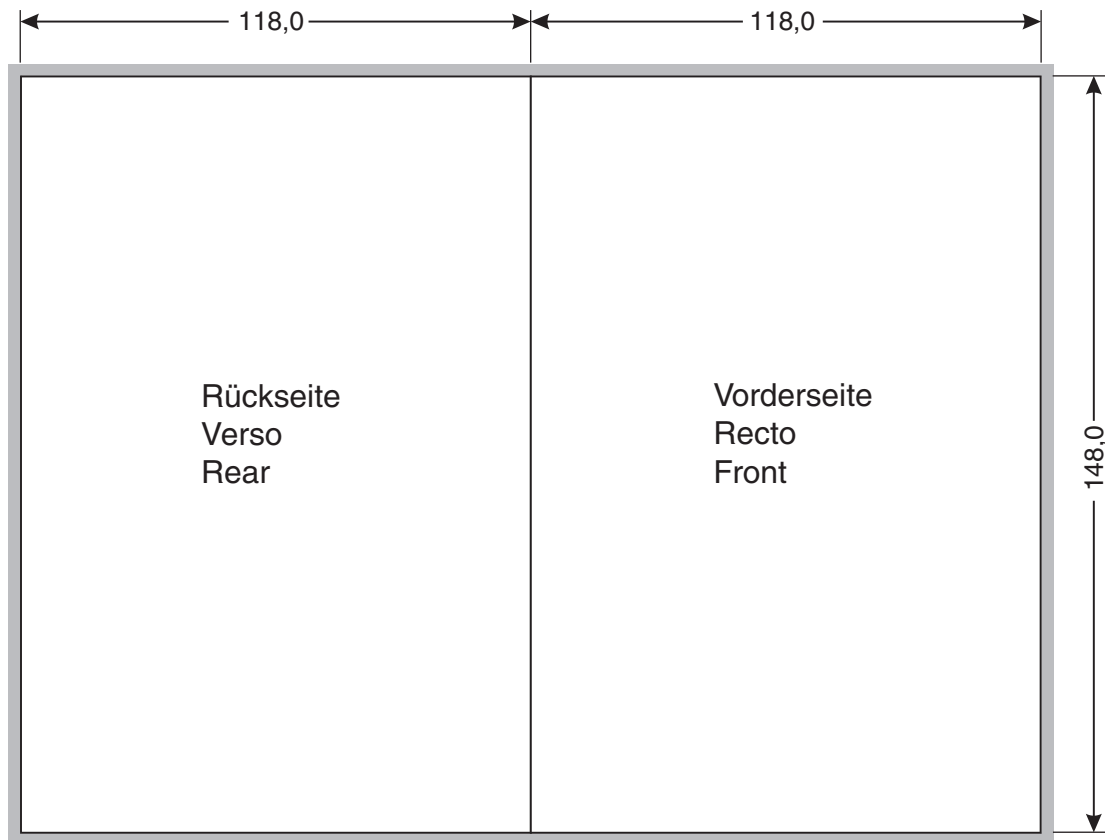 118,0
118,0
Rückseite
Verso
Rear
Vorderseite
Recto
Front
148,0